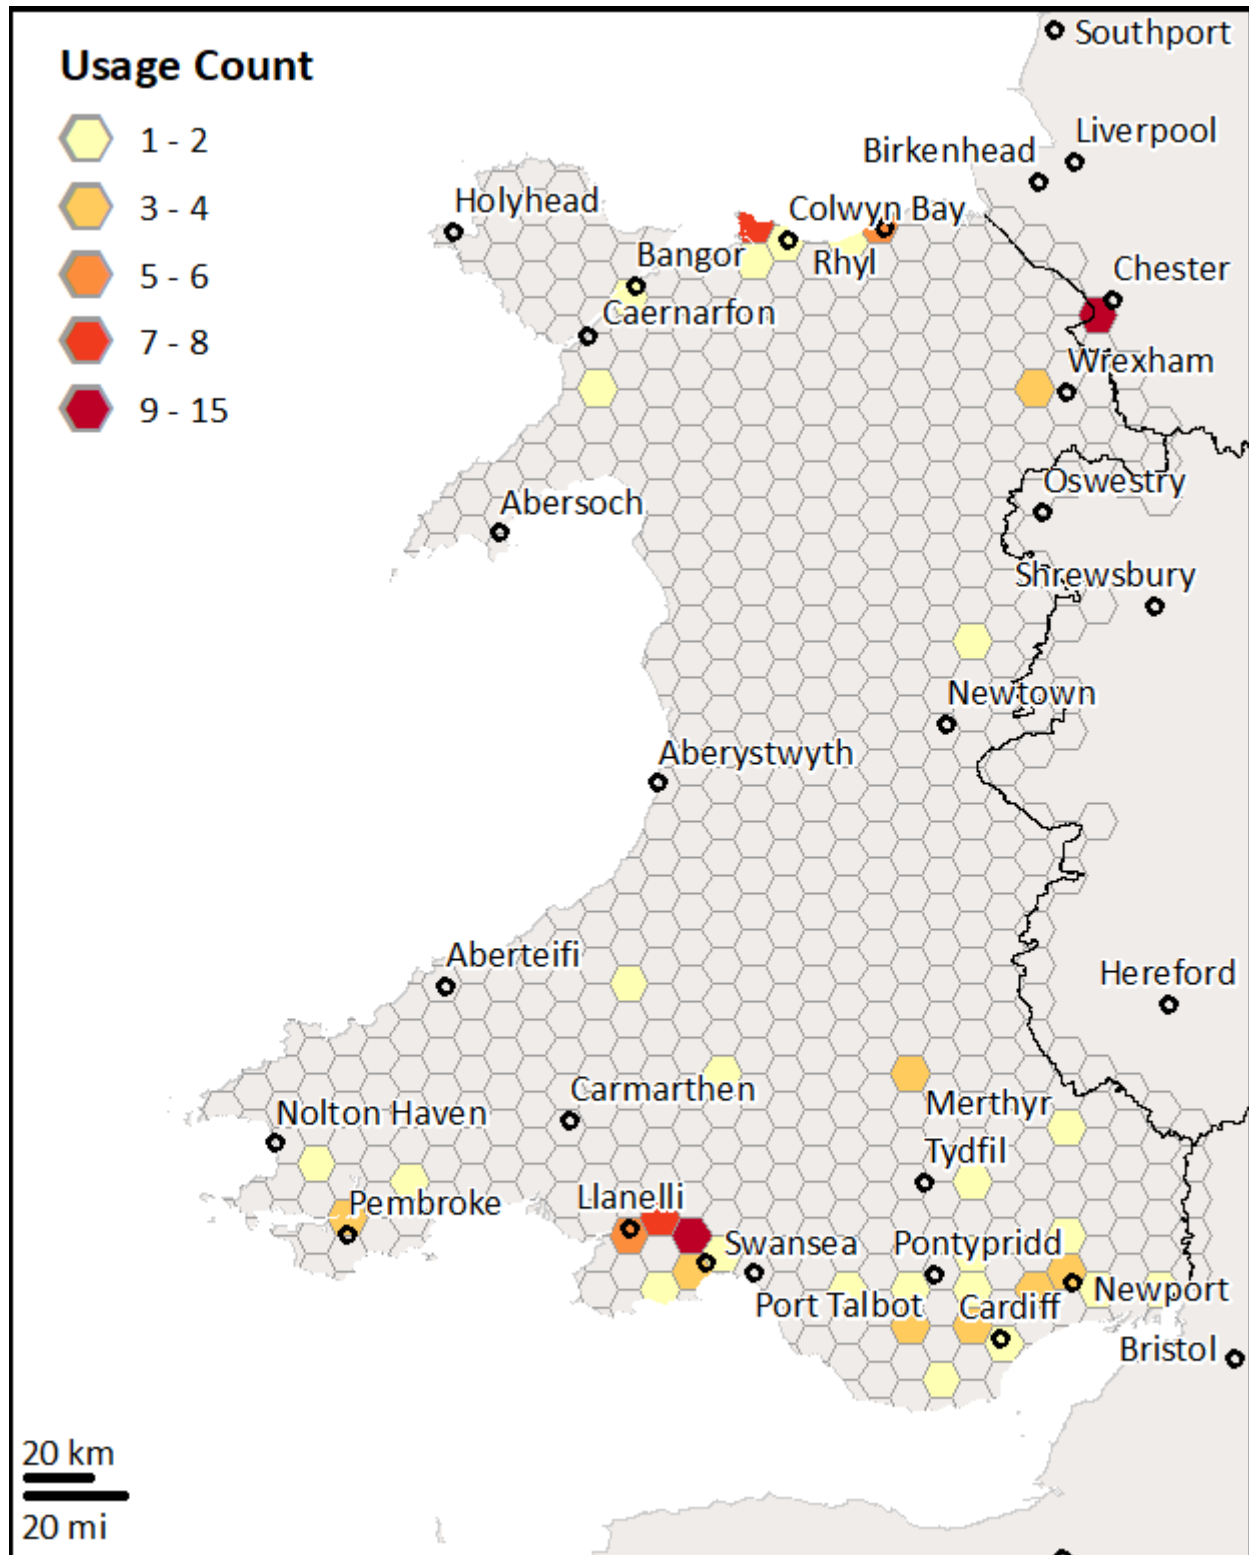 Usage Count
1 - 2
3 - 4
5 - 6
7 - 8
9 - 15
Southport
Liverpool
Birkenhead
Holyhead
Colwyn Bay
Bangor
Rhyl
Chester
Caernarfon
Wrexham
Oswestry
Abersoch
Shrewsbury
Newtown
Aberystwyth
Aberteifi
Hereford
Carmarthen
Merthyr
Tydfil
Nolton Haven
Pembroke
Llanelli
Swansea
Pontypridd
Port Talbot
Cardiff
Newport
Bristol
20 km
20 mi